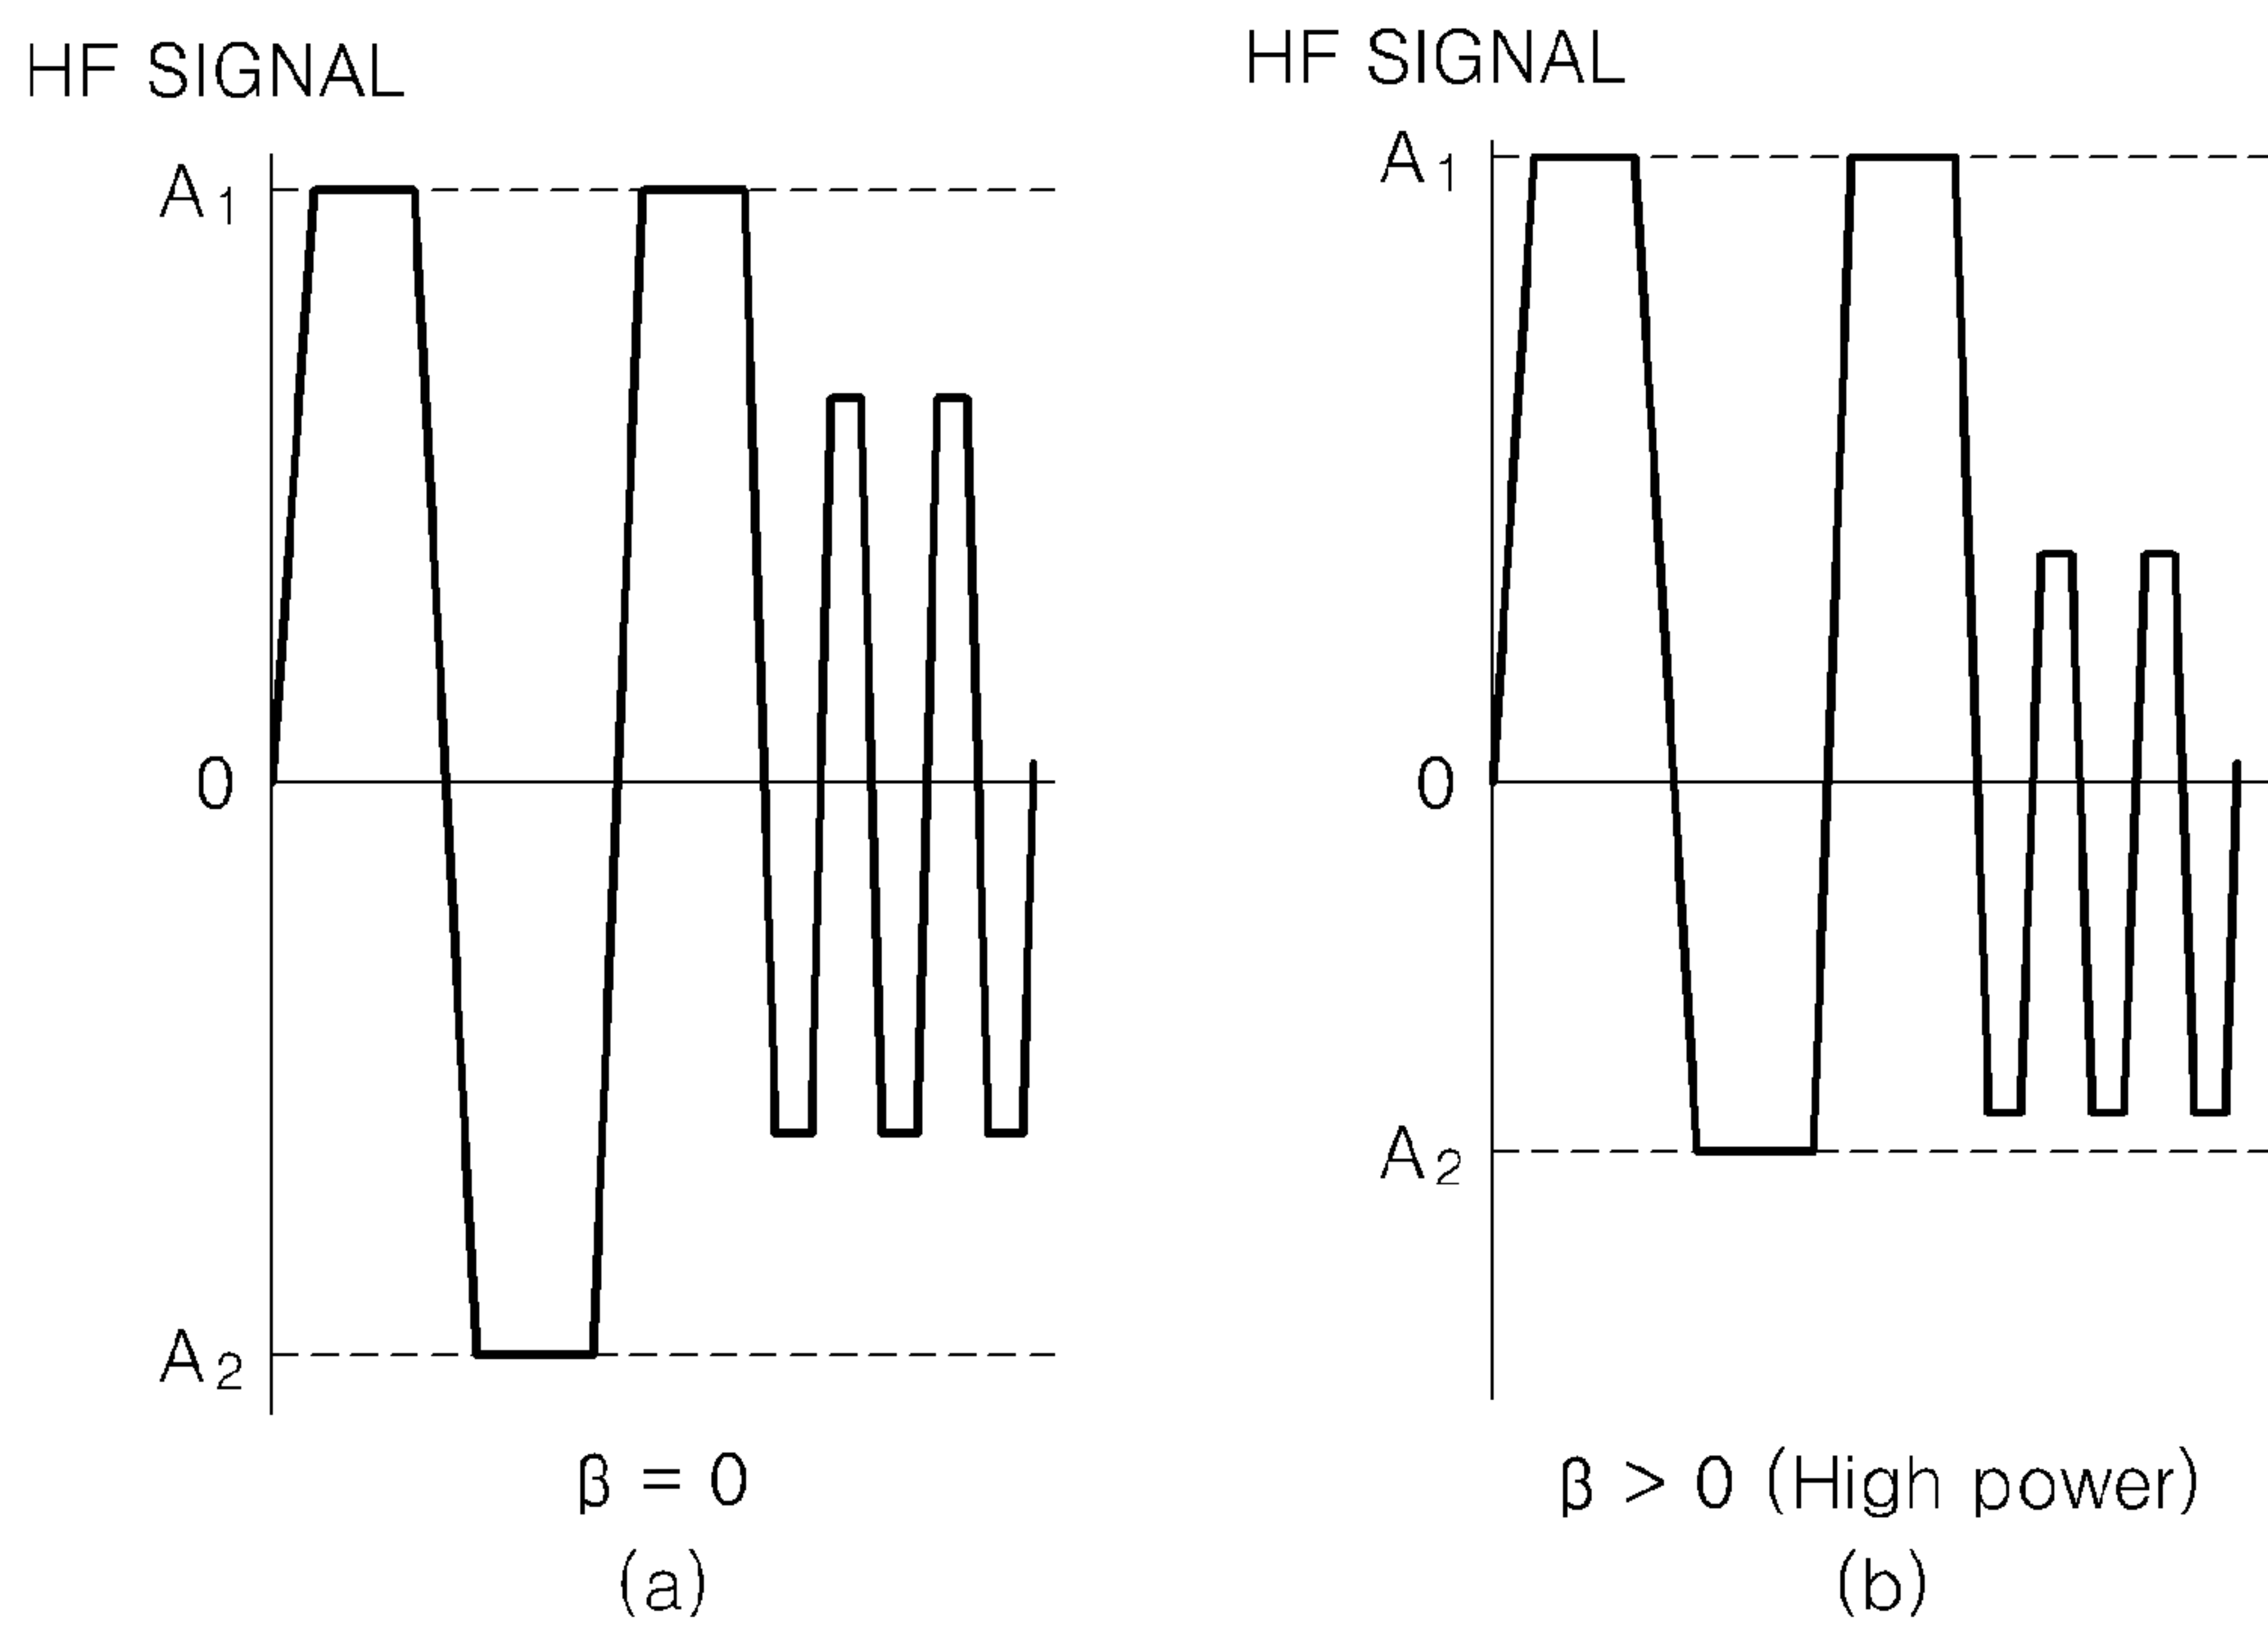 HF SIGNAL
A1
0
A2
β = 0
(a)
HF SIGNAL
A1
0
A2
β > 0 (High power)
(b)